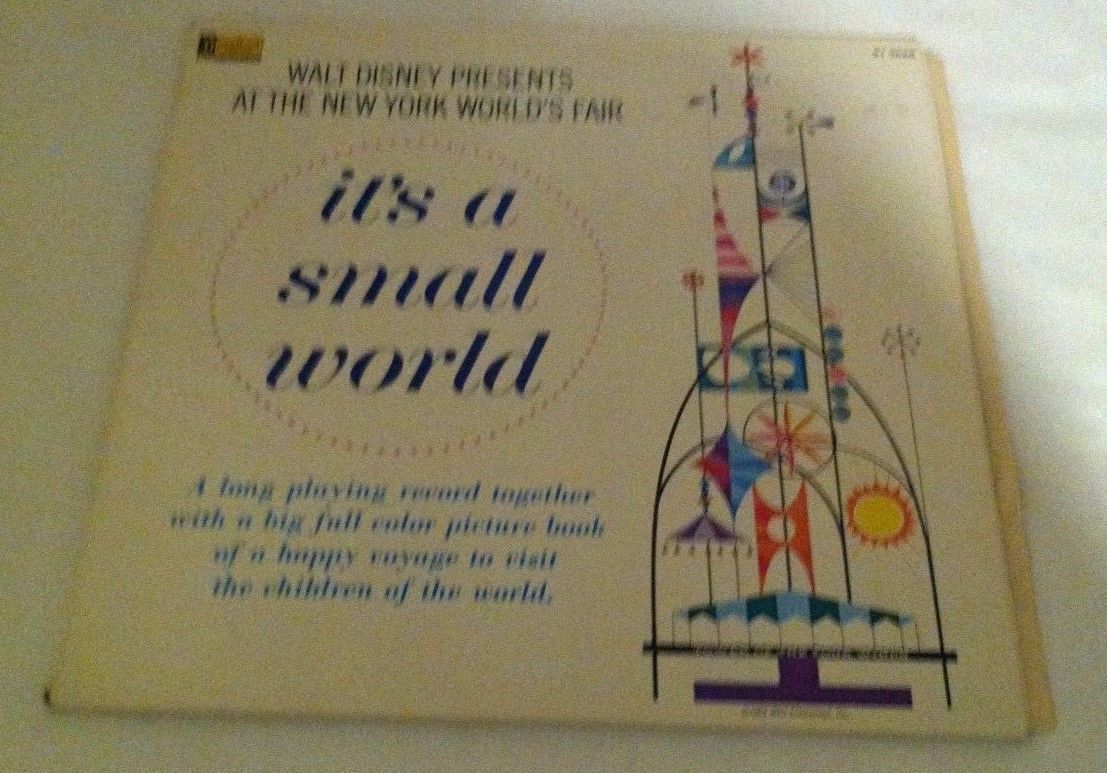 WALT DISNEY PRESENTS
AT THE NEW YORK WORLD'S FAIR
it's a
small
world
A long playing record together
with a big full color picture book
of a happy voyage to visit
the children of the world.